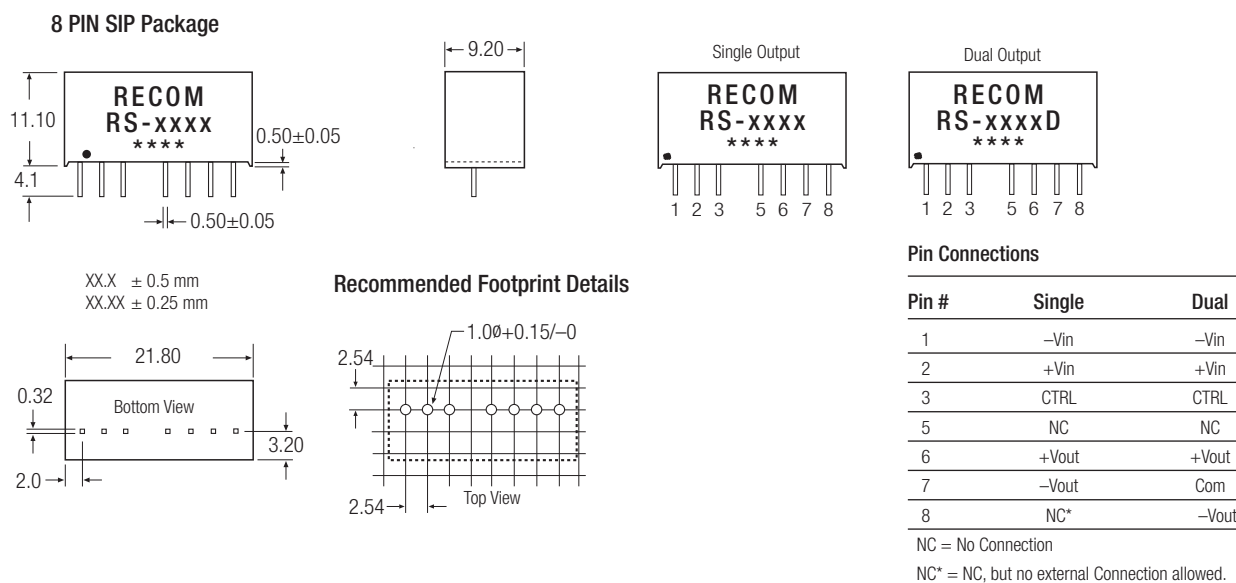 8 PIN SIP Package
9.20
Single Output
Dual Output
RECOM
RS-xxxx
****
11.10
4.1
0.50±0.05
0.50±0.05
RECOM
RS-xxxx
****
1 2 3 5 6 7 8
RECOM
RS-xxxxD
****
1 2 3 5 6 7 8
XX.X ± 0.5 mm
XX.XX ± 0.25 mm
21.80
0.32
Bottom View
3.20
2.0
Recommended Footprint Details
1.0ø+0.15/–0
2.54
2.54
Top View
Pin Connections
Pin # Single Dual
1 –Vin –Vin
2 +Vin +Vin
3 CTRL CTRL
5 NC NC
6 +Vout +Vout
7 –Vout Com
8 NC* –Vout
NC = No Connection
NC* = NC, but no external Connection allowed.